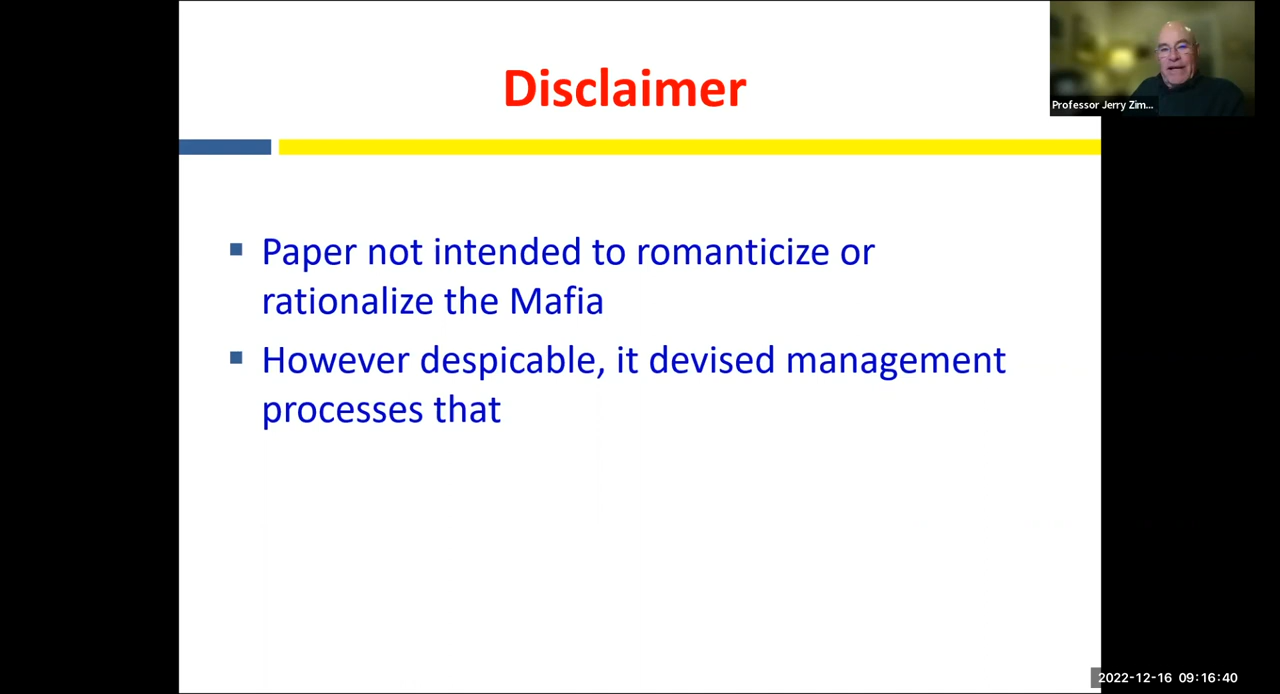 Disclaimer
Professor Jerry Zim...
Paper not intended to romanticize or
rationalize the Mafia
However despicable, it devised management
processes that
2022-12-16 09:16:40